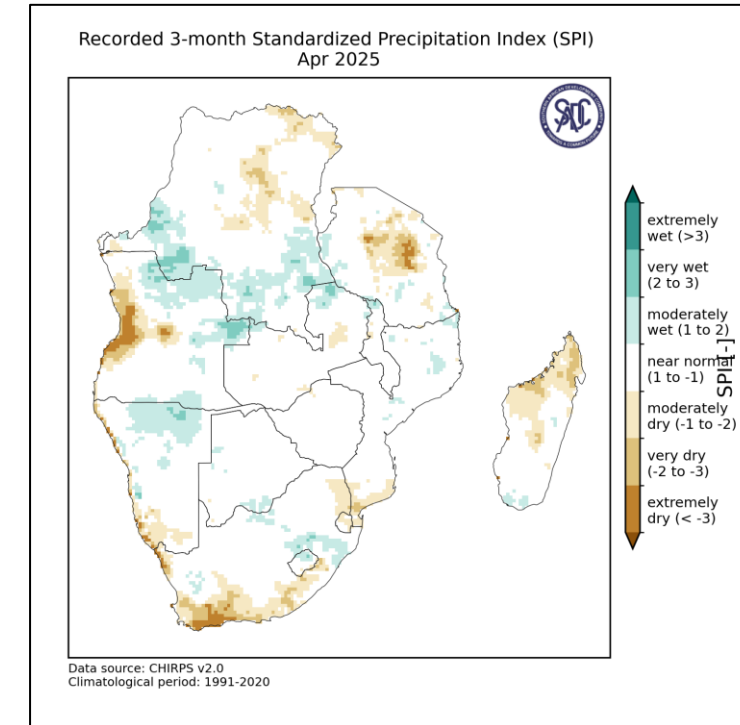 Recorded 3-month Standardized Precipitation Index (SPI)
Apr 2025
SADC
extremely
wet (>3)
very wet
(2 to 3)
moderately
wet (1 to 2)
near normal
(1 to -1)
moderately
dry (-1 to -2)
very dry
(-2 to -3)
extremely
dry (< -3)
SPI [-]
Data source: CHIRPS v2.0
Climatological period: 1991-2020